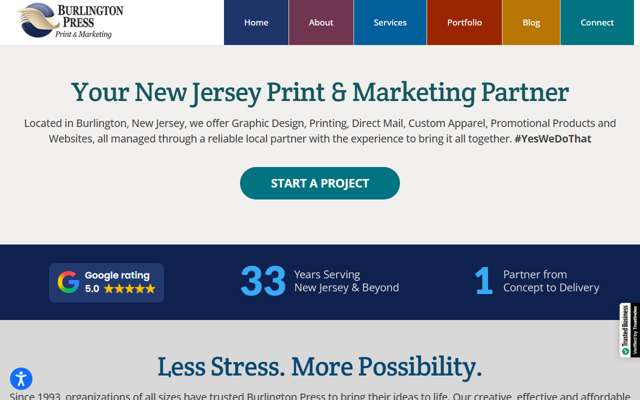 BURLINGTON
PRESS
Print & Marketing
Home
About
Services
Portfolio
Blog
Connect
Your New Jersey Print & Marketing Partner
Located in Burlington, New Jersey, we offer Graphic Design, Printing, Direct Mail, Custom Apparel, Promotional Products and
Websites, all managed through a reliable local partner with the experience to bring it all together. #YesWeDoThat
START A PROJECT
Google rating
5.0
33
Years Serving
New Jersey & Beyond
1
Partner from
Concept to Delivery
Trusted Business
Verified by
Less Stress. More Possibility.
Since 1993, organizations of all sizes have trusted Burlington Press to bring their ideas to life. Our creative, effective and affordable